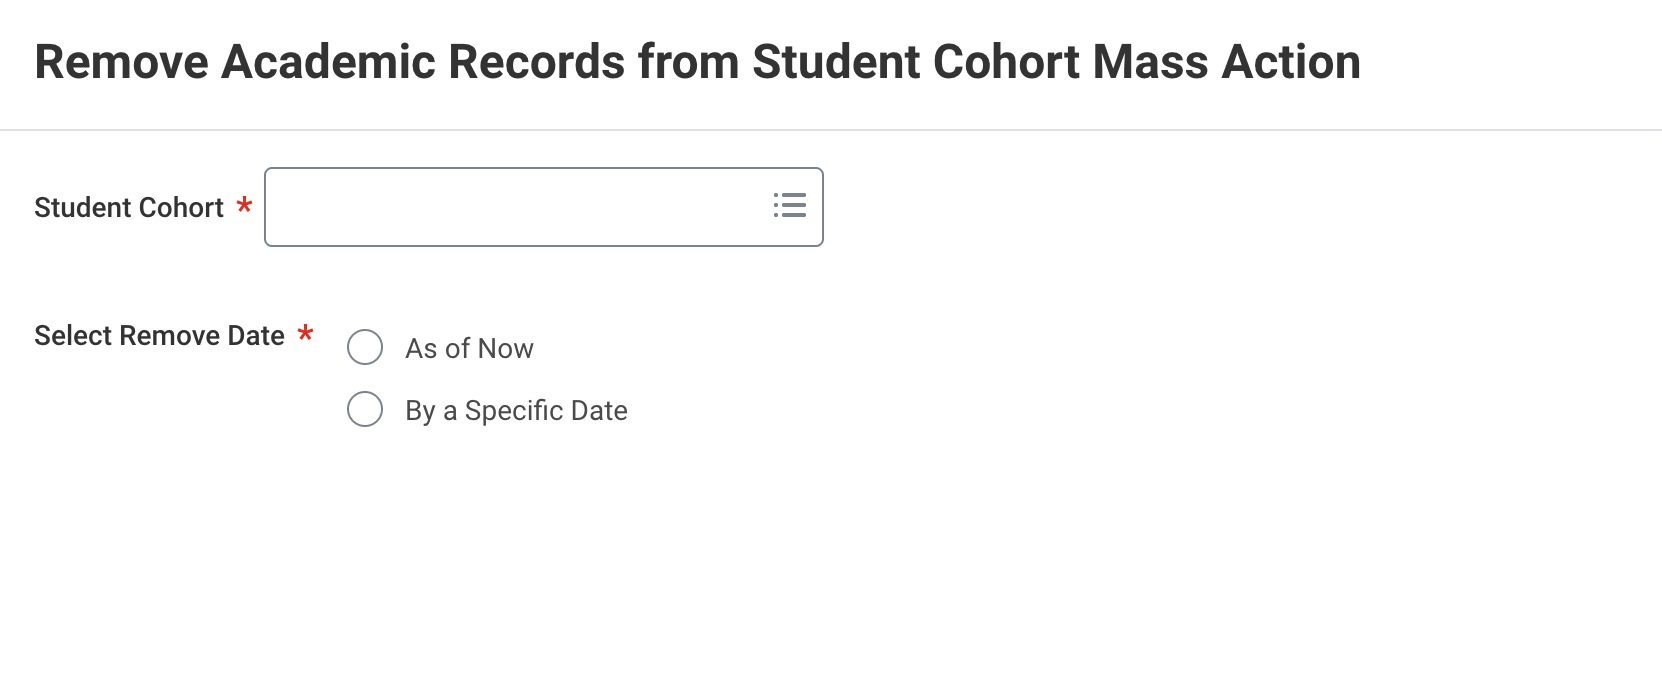 Remove Academic Records from Student Cohort Mass Action
Student Cohort *
Select Remove Date *
As of Now
By a Specific Date